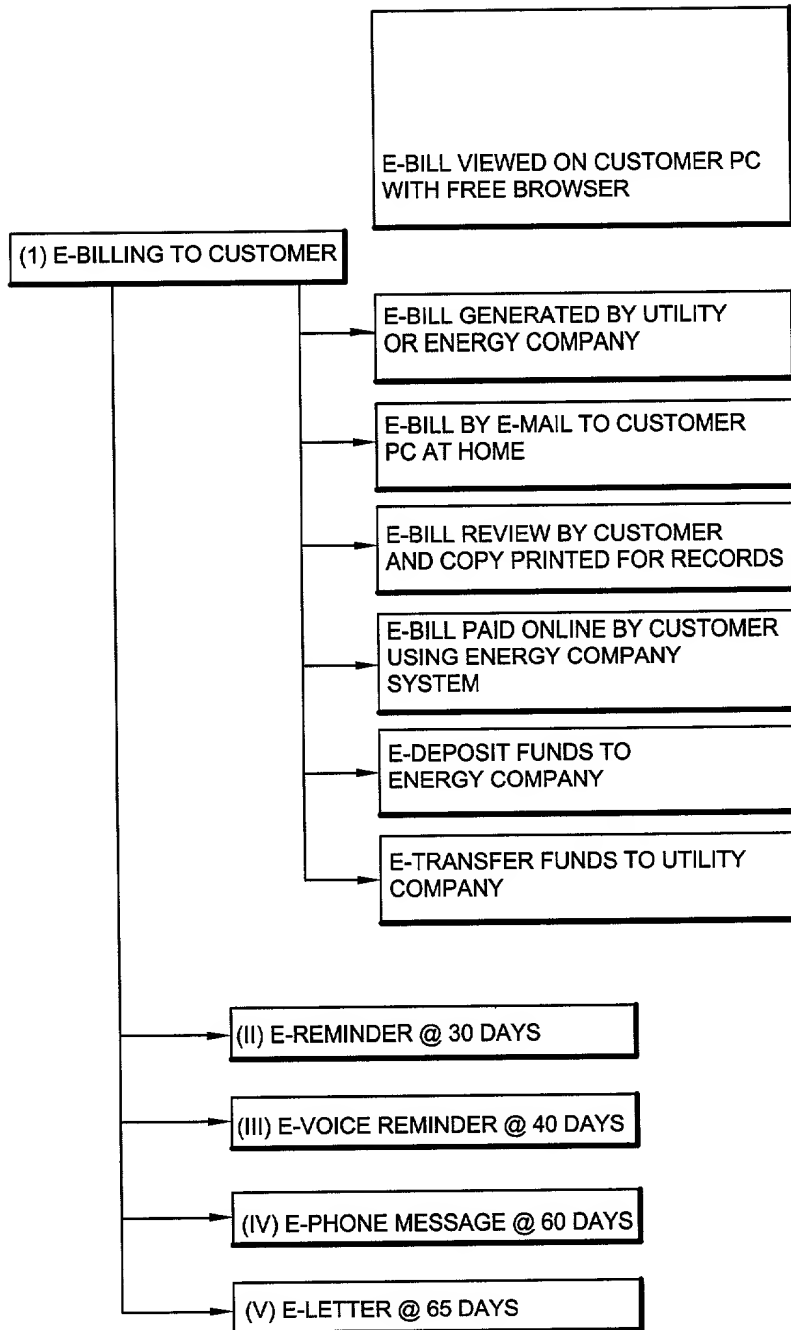 E-BILL VIEWED ON CUSTOMER PC
WITH FREE BROWSER
(1) E-BILLING TO CUSTOMER
E-BILL GENERATED BY UTILITY
OR ENERGY COMPANY
E-BILL BY E-MAIL TO CUSTOMER
PC AT HOME
E-BILL REVIEW BY CUSTOMER
AND COPY PRINTED FOR RECORDS
E-BILL PAID ONLINE BY CUSTOMER
USING ENERGY COMPANY
SYSTEM
E-DEPOSIT FUNDS TO
ENERGY COMPANY
E-TRANSFER FUNDS TO UTILITY
COMPANY
(II) E-REMINDER @ 30 DAYS
(III) E-VOICE REMINDER @ 40 DAYS
(IV) E-PHONE MESSAGE @ 60 DAYS
(V) E-LETTER @ 65 DAYS